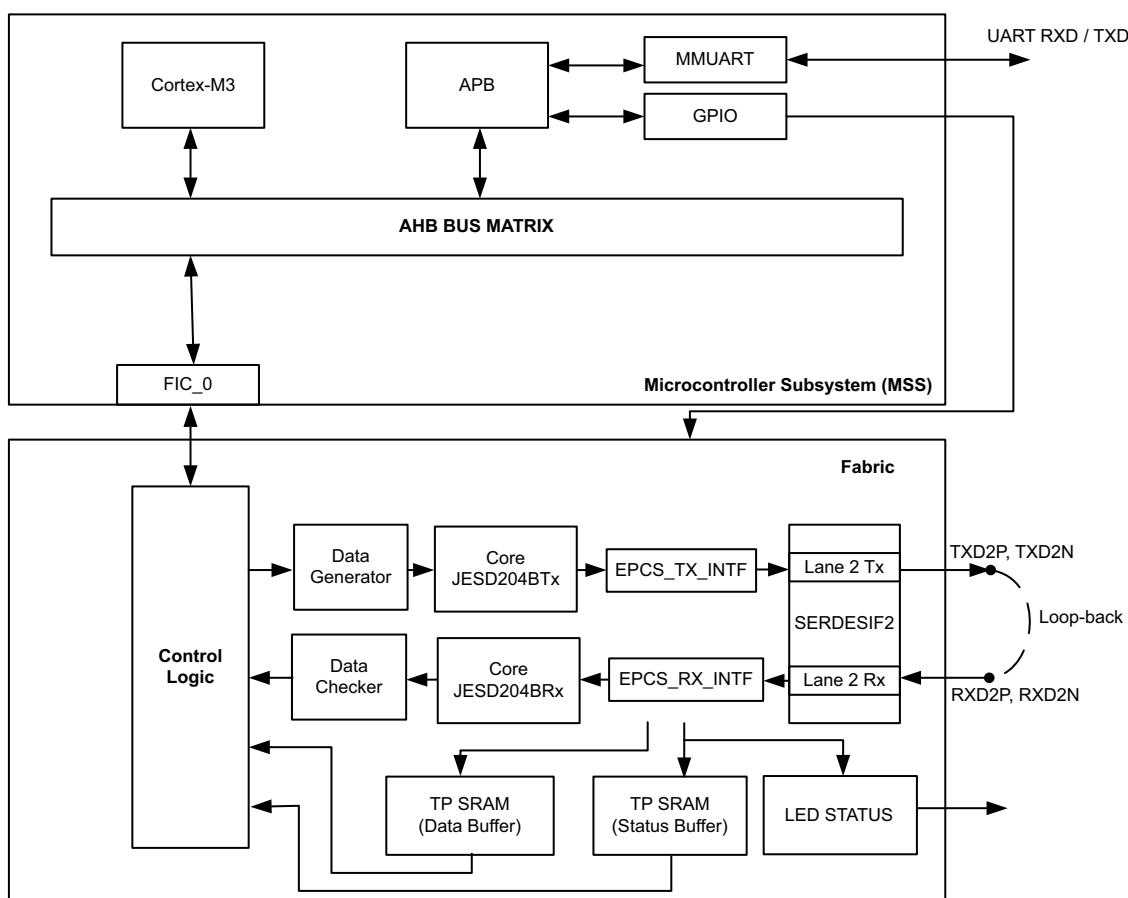 UART RXD / TXD
Cortex-M3
APB
MMUART
GPIO
AHB BUS MATRIX
FIC_0
Microcontroller Subsystem (MSS)
Fabric
Control
Logic
Data
Generator
Core
JESD204BTx
EPCS_TX_INTF
Lane 2 Tx
TXD2P, TXD2N
SERDESIF2
Loop-back
Data
Checker
Core
JESD204BRx
EPCS_RX_INTF
Lane 2 Rx
RXD2P, RXD2N
TP SRAM
(Data Buffer)
TP SRAM
(Status Buffer)
LED STATUS